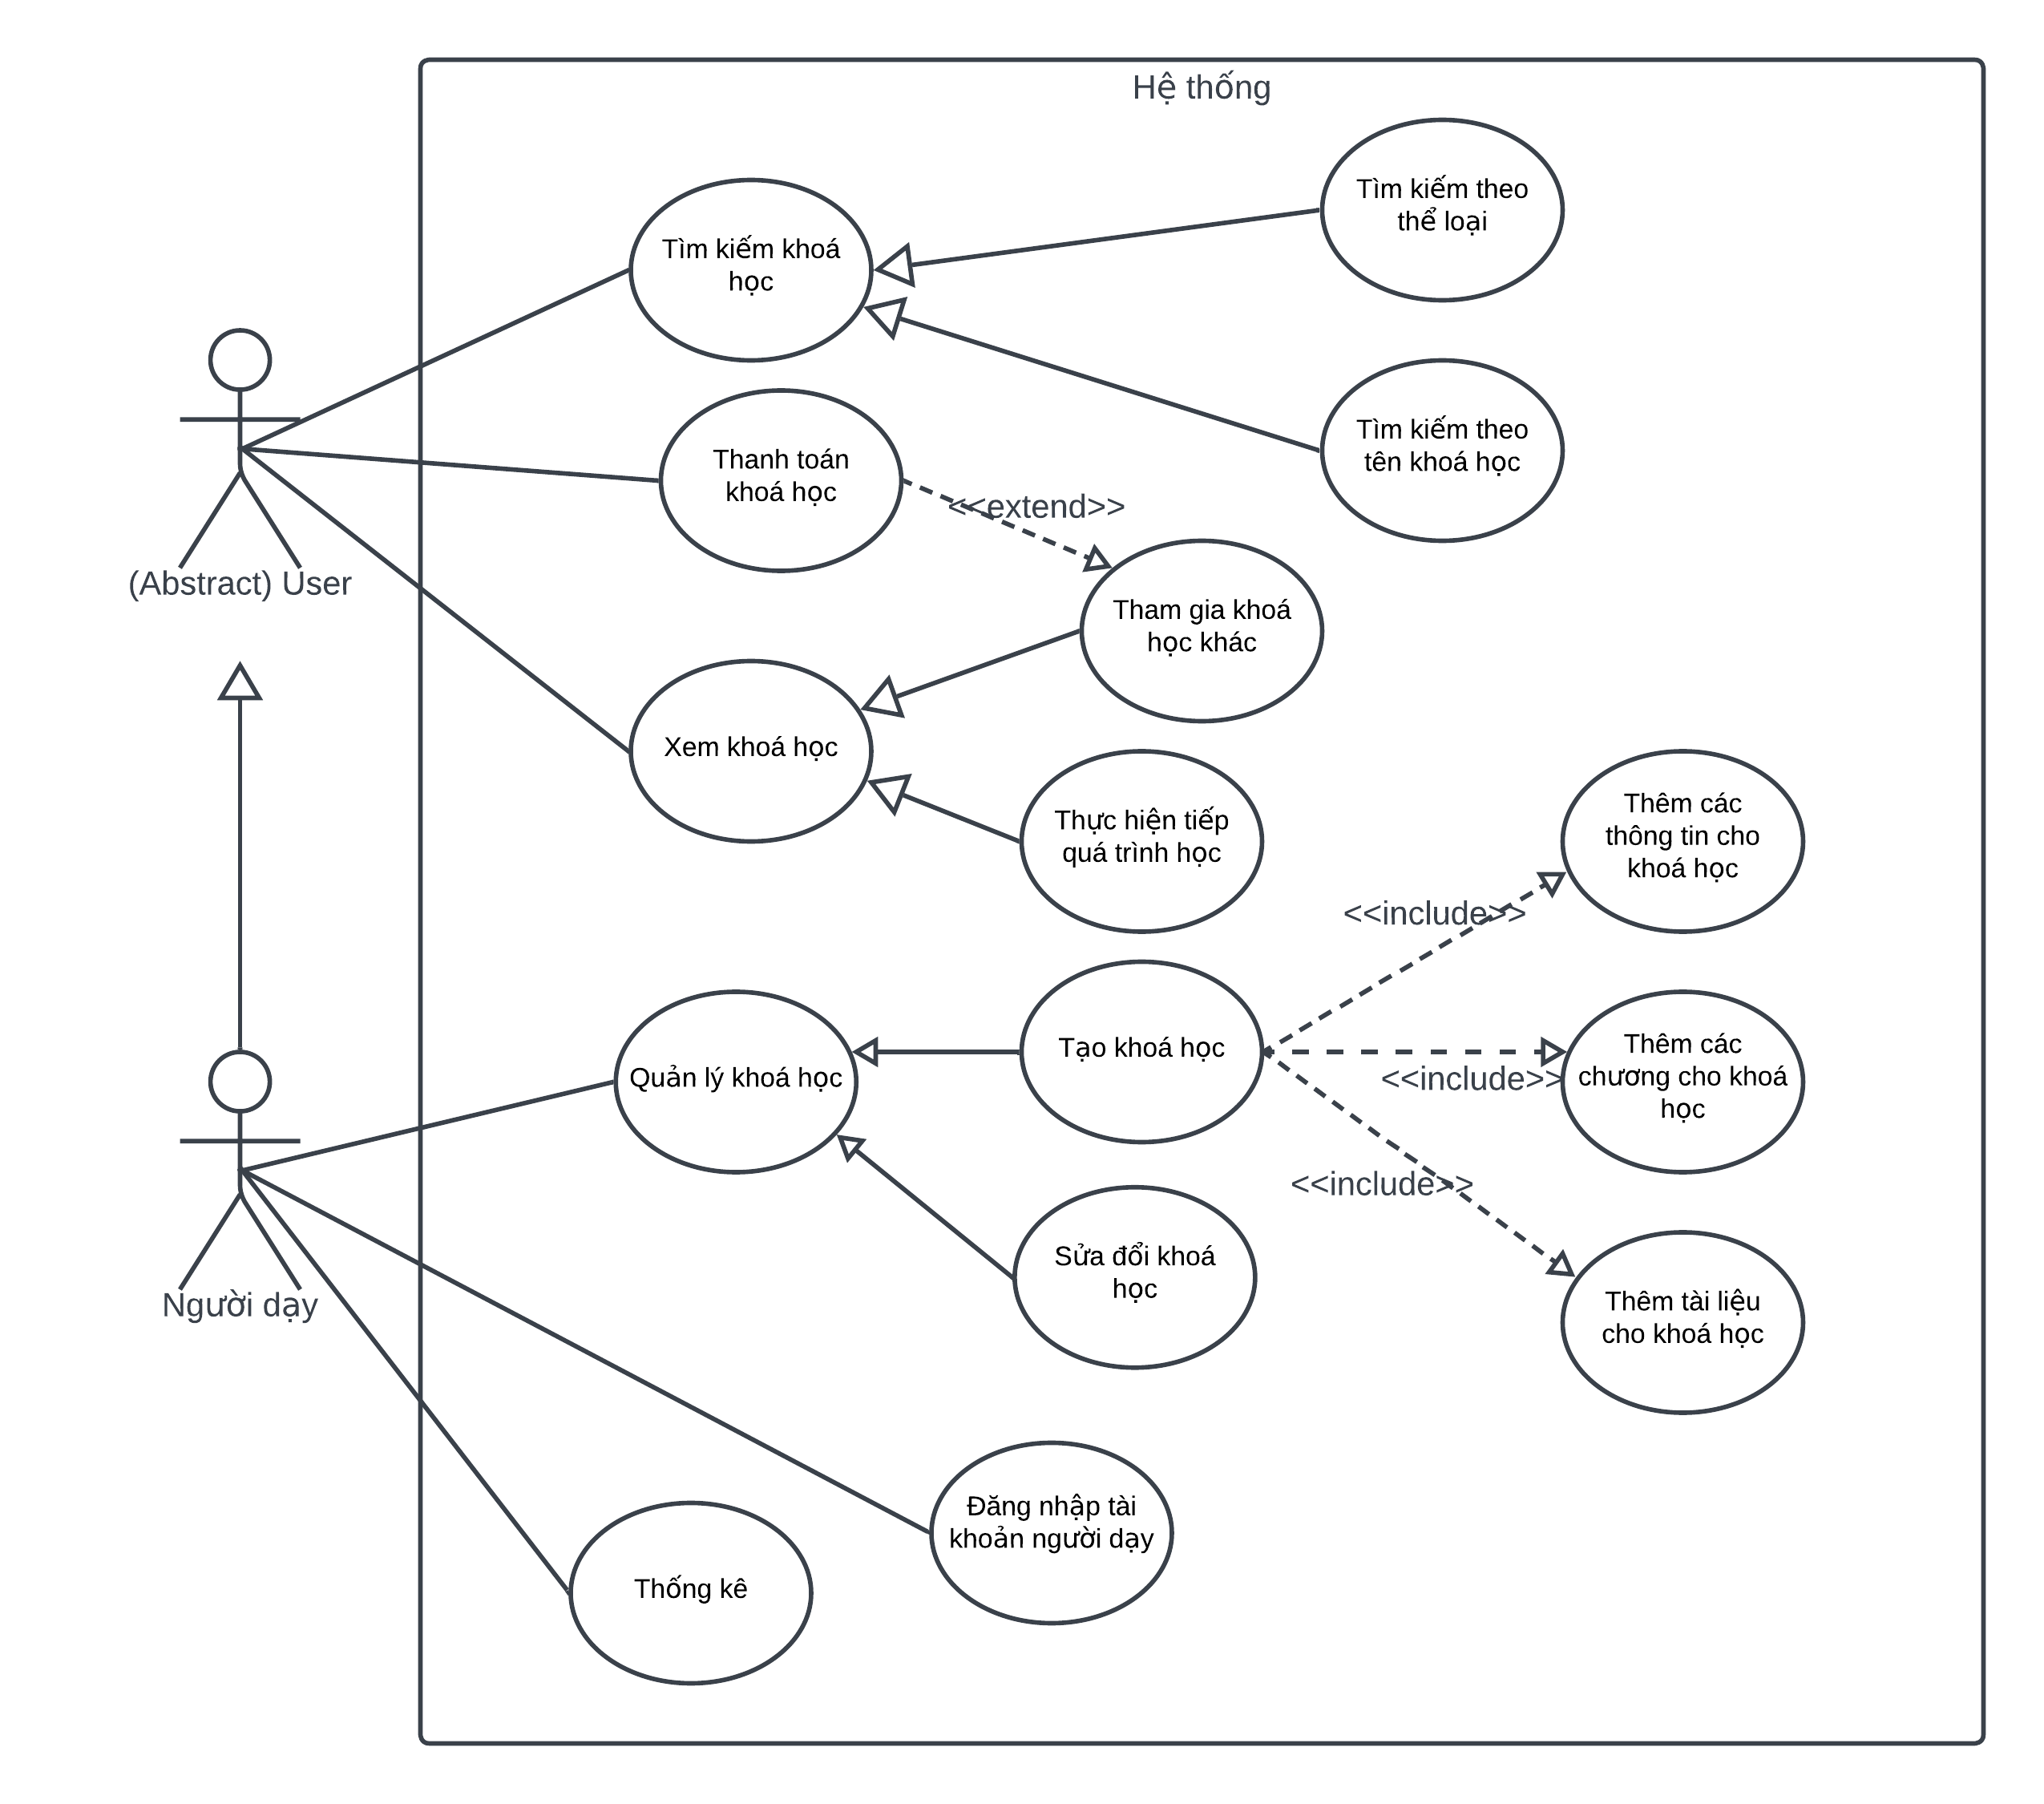 Hệ thống
Tìm kiếm theo
thể loại
Tìm kiếm khoá
học
Tìm kiếm theo
tên khoá học
Thanh toán
khoá học
<<extend>>
(Abstract) User
Tham gia khoá
học khác
Xem khoá học
Thực hiện tiếp
quá trình học
Thêm các
thông tin cho
khoá học
<<include>>
Quản lý khoá học
Tạo khoá học
Thêm các
chương cho khoá
học
<<include>>
<<include>>
Người dạy
Sửa đổi khoá
học
Thêm tài liệu
cho khoá học
Đăng nhập tài
khoản người dạy
Thống kê